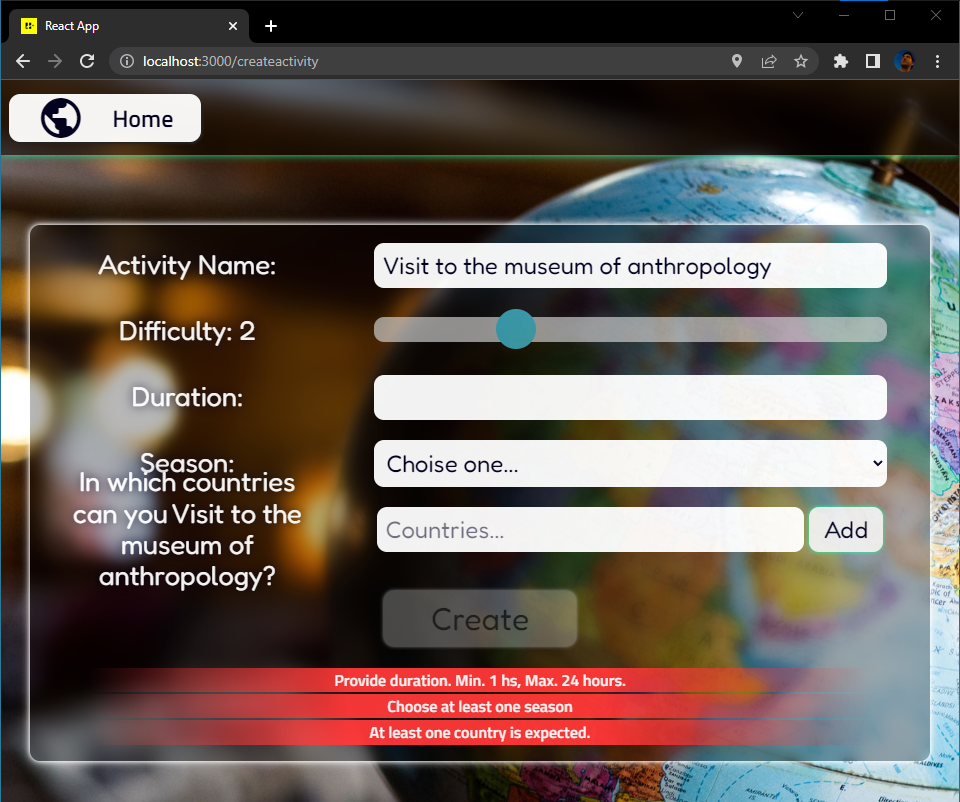 React App
localhost:3000/createactivity
Home
Activity Name:
Visit to the museum of anthropology
Difficulty: 2
Duration:
Season:
Choise one...
In which countries
can you Visit to the
museum of
anthropology?
Countries...
Add
Create
Provide duration. Min. 1 hs, Max. 24 hours.
Choose at least one season
At least one country is expected.